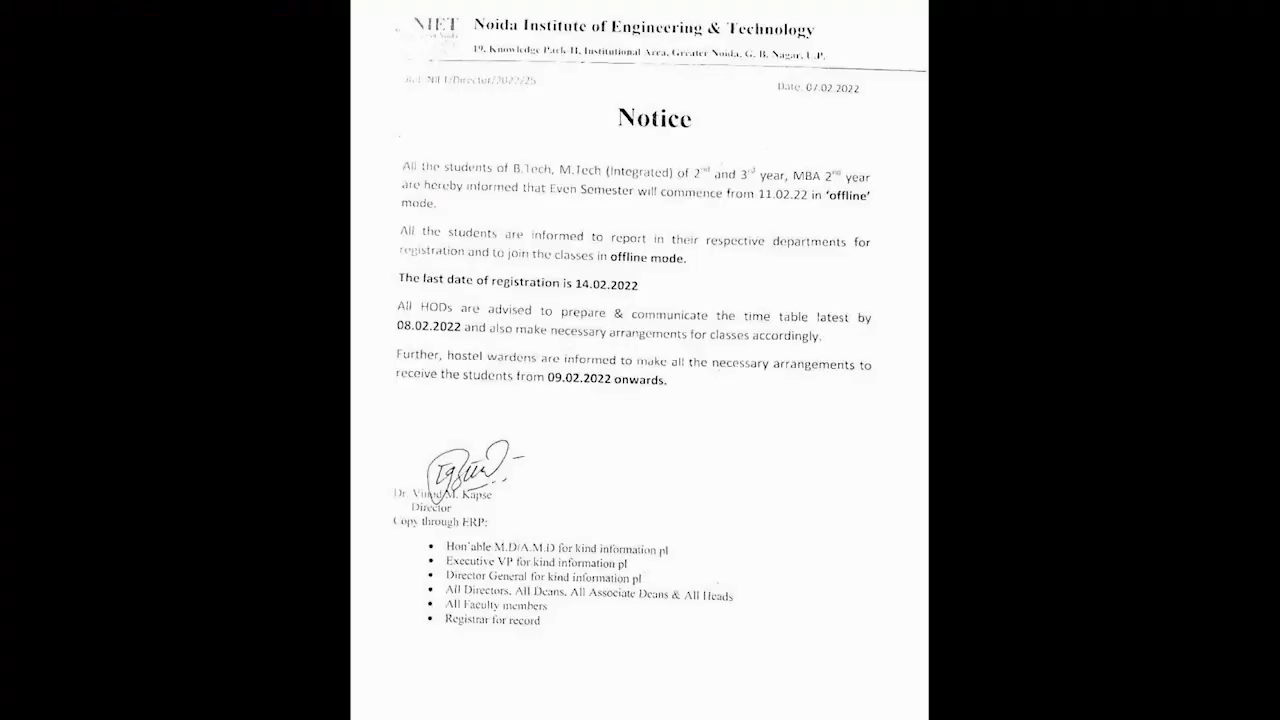 NIET Noida Institute of Engineering & Technology
19, Knowledge Park-II, Institutional Area, Greater Noida, G. B. Nagar, U.P.
Ref. NIET/Director/2022/25
Date: 07.02.2022
Notice
All the students of B.Tech, M.Tech (Integrated) of 2nd and 3rd year, MBA 2nd year
are hereby informed that Even Semester will commence from 11.02.22 in ‘offline’
mode.
All the students are informed to report in their respective departments for
registration and to join the classes in offline mode.
The last date of registration is 14.02.2022
All HODs are advised to prepare & communicate the time table latest by
08.02.2022 and also make necessary arrangements for classes accordingly.
Further, hostel wardens are informed to make all the necessary arrangements to
receive the students from 09.02.2022 onwards.
Dr. Vinod M. Kapse
Director
Copy through ERP:
• Hon'able M.D/A.M.D for kind information pl
• Executive VP for kind information pl
• Director General for kind information pl
• All Directors, All Deans, All Associate Deans & All Heads
• All Faculty members
• Registrar for record